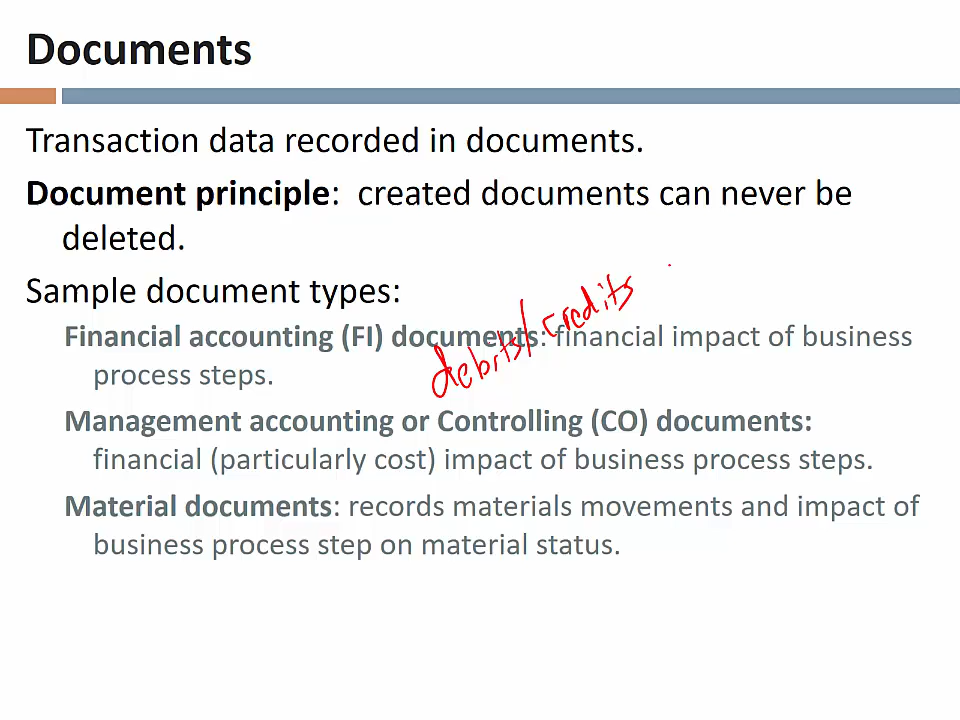 Documents
Transaction data recorded in documents.
Document principle: created documents can never be
deleted.
Sample document types:
debits/credits
Financial accounting (FI) documents: financial impact of business
process steps.
Management accounting or Controlling (CO) documents:
financial (particularly cost) impact of business process steps.
Material documents: records materials movements and impact of
business process step on material status.